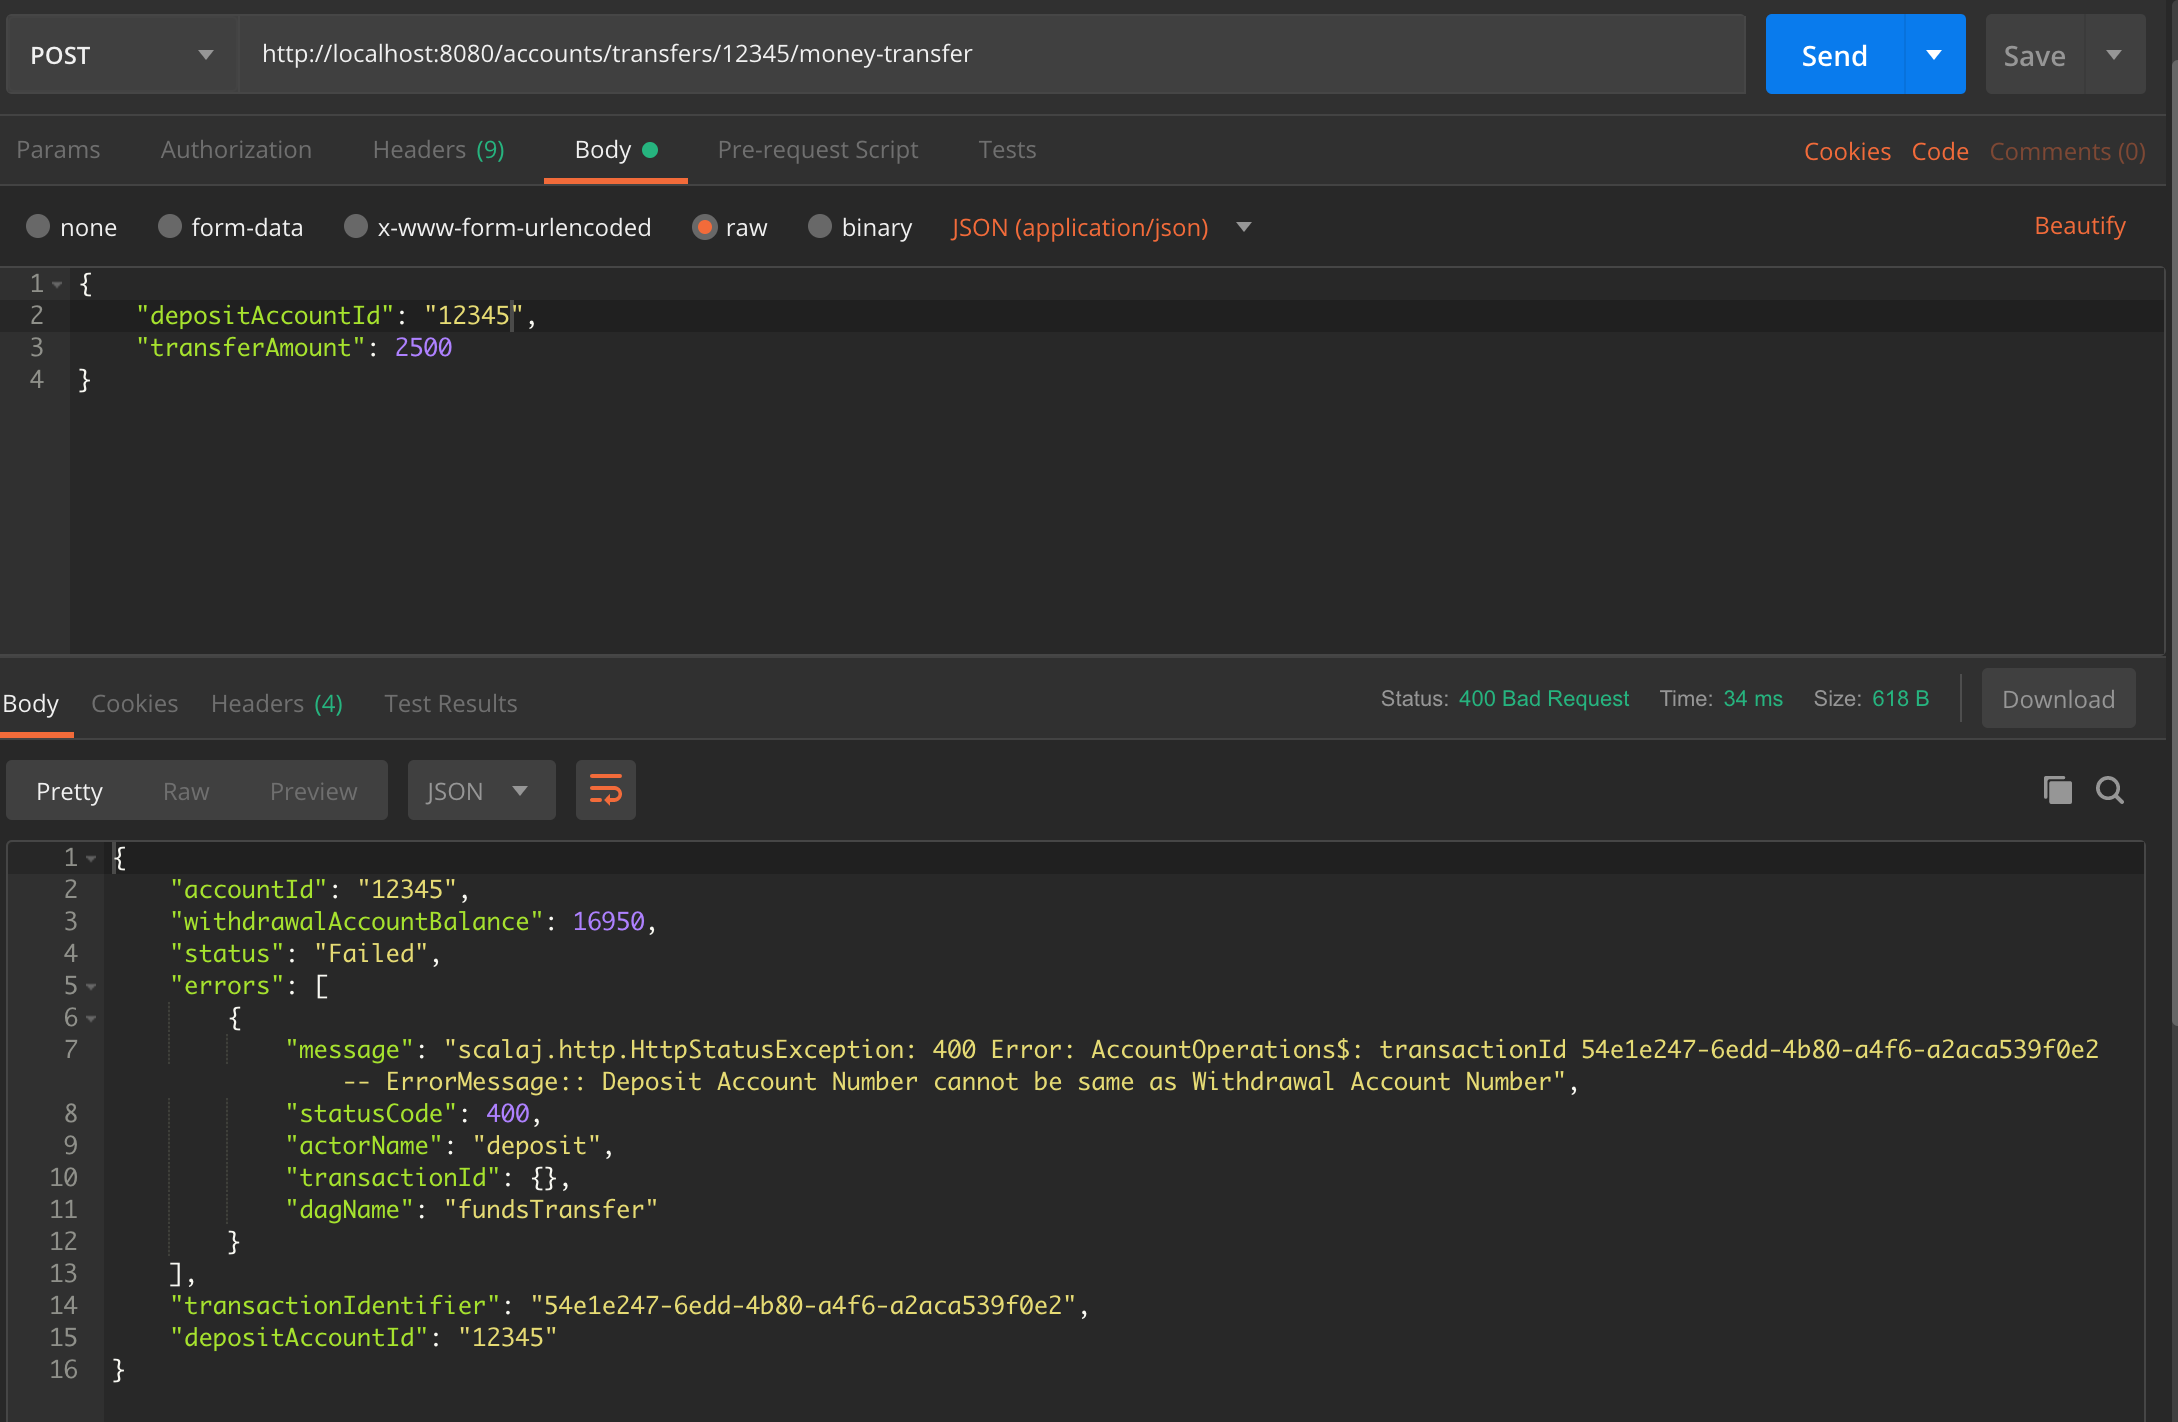 POST http://localhost:8080/accounts/transfers/12345/money-transfer Send Save
Params Authorization Headers (9) Body Pre-request Script Tests Cookies Code Comments (0)
none form-data x-www-form-urlencoded raw binary JSON (application/json) Beautify
1 {
2 "depositAccountId": "12345",
3 "transferAmount": 2500
4 }
Body Cookies Headers (4) Test Results Status: 400 Bad Request Time: 34 ms Size: 618 B Download
Pretty Raw Preview JSON
1 {
2 "accountId": "12345",
3 "withdrawalAccountBalance": 16950,
4 "status": "Failed",
5 "errors": [
6 {
7 "message": "scalaj.http.HttpStatusException: 400 Error: AccountOperations$: transactionId 54e1e247-6edd-4b80-a4f6-a2aca539f0e2
-- ErrorMessage:: Deposit Account Number cannot be same as Withdrawal Account Number",
8 "statusCode": 400,
9 "actorName": "deposit",
10 "transactionId": {},
11 "dagName": "fundsTransfer"
12 }
13 ],
14 "transactionIdentifier": "54e1e247-6edd-4b80-a4f6-a2aca539f0e2",
15 "depositAccountId": "12345"
16 }